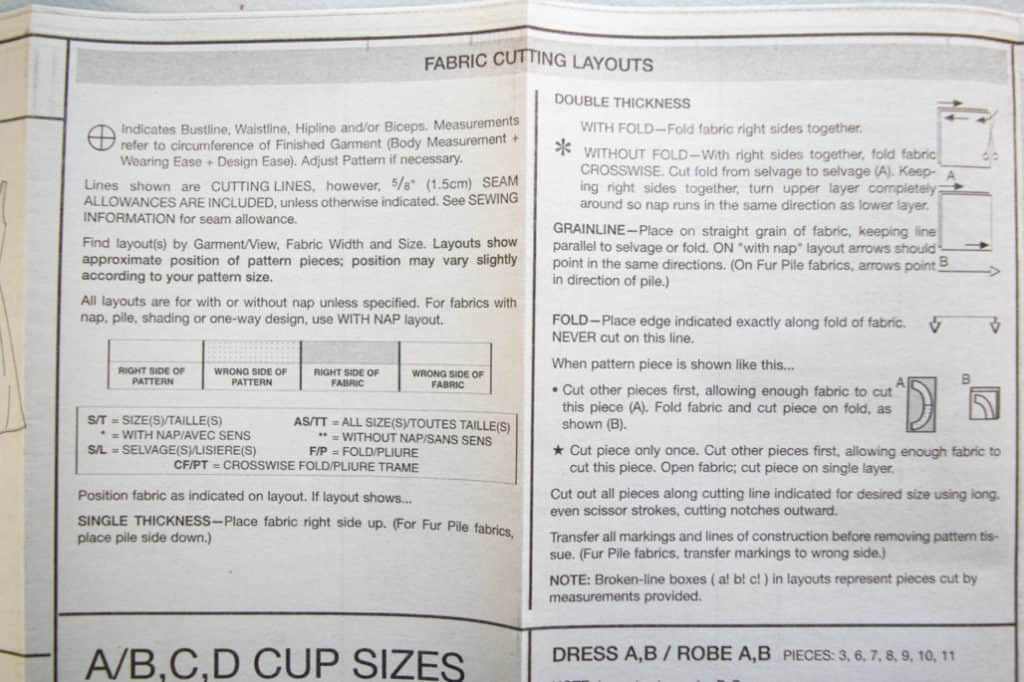 FABRIC CUTTING LAYOUTS
Indicates Bustline, Waistline, Hipline and/or Biceps. Measurements
refer to circumference of Finished Garment (Body Measurement +
Wearing Ease + Design Ease). Adjust Pattern if necessary.
Lines shown are CUTTING LINES, however, 5/8" (1.5cm) SEAM
ALLOWANCES ARE INCLUDED, unless otherwise indicated. See SEWING
INFORMATION for seam allowance.
Find layout(s) by Garment/View, Fabric Width and Size. Layouts show
approximate position of pattern pieces; position may vary slightly
according to your pattern size.
All layouts are for with or without nap unless specified. For fabrics with
nap, pile, shading or one-way design, use WITH NAP layout.
RIGHT SIDE OF
PATTERN
WRONG SIDE OF
PATTERN
RIGHT SIDE OF
FABRIC
WRONG SIDE OF
FABRIC
S/T = SIZE(S)/TAILLE(S)
* = WITH NAP/AVEC SENS
S/L = SELVAGE(S)/LISIERE(S)
AS/TT = ALL SIZE(S)/TOUTES TAILLE(S)
** = WITHOUT NAP/SANS SENS
F/P = FOLD/PLIURE
CF/PT = CROSSWISE FOLD/PLIURE TRAME
Position fabric as indicated on layout. If layout shows...
SINGLE THICKNESS—Place fabric right side up. (For Fur Pile fabrics,
place pile side down.)
DOUBLE THICKNESS
WITH FOLD—Fold fabric right sides together.
* WITHOUT FOLD—With right sides together, fold fabric
CROSSWISE. Cut fold from selvage to selvage (A). Keep-
ing right sides together, turn upper layer completely
around so nap runs in the same direction as lower layer.
A
GRAINLINE—Place on straight grain of fabric, keeping line
parallel to selvage or fold. ON "with nap" layout arrows should
point in the same directions. (On Fur Pile fabrics, arrows point
in direction of pile.)
B
FOLD—Place edge indicated exactly along fold of fabric.
NEVER cut on this line.
When pattern piece is shown like this...
• Cut other pieces first, allowing enough fabric to cut
this piece (A). Fold fabric and cut piece on fold, as
shown (B).
A
B
★ Cut piece only once. Cut other pieces first, allowing enough fabric to
cut this piece. Open fabric; cut piece on single layer.
Cut out all pieces along cutting line indicated for desired size using long,
even scissor strokes, cutting notches outward.
Transfer all markings and lines of construction before removing pattern tis-
sue. (Fur Pile fabrics, transfer markings to wrong side.)
NOTE: Broken-line boxes ( a! b! c! ) in layouts represent pieces cut by
measurements provided.
A/B,C,D CUP SIZES
DRESS A,B / ROBE A,B PIECES: 3, 6, 7, 8, 9, 10, 11